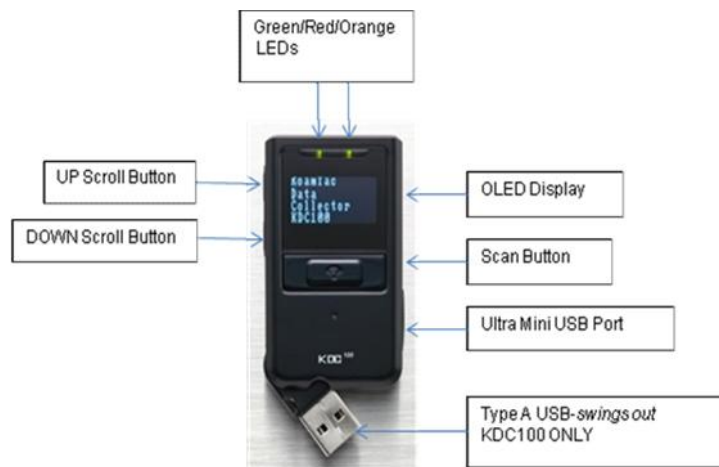 Green/Red/Orange
LEDs
UP Scroll Button
DOWN Scroll Button
Koamtac
Data
Collector
KDC100
OLED Display
Scan Button
Ultra Mini USB Port
KDC 100
Type A USB-swings out
KDC100 ONLY